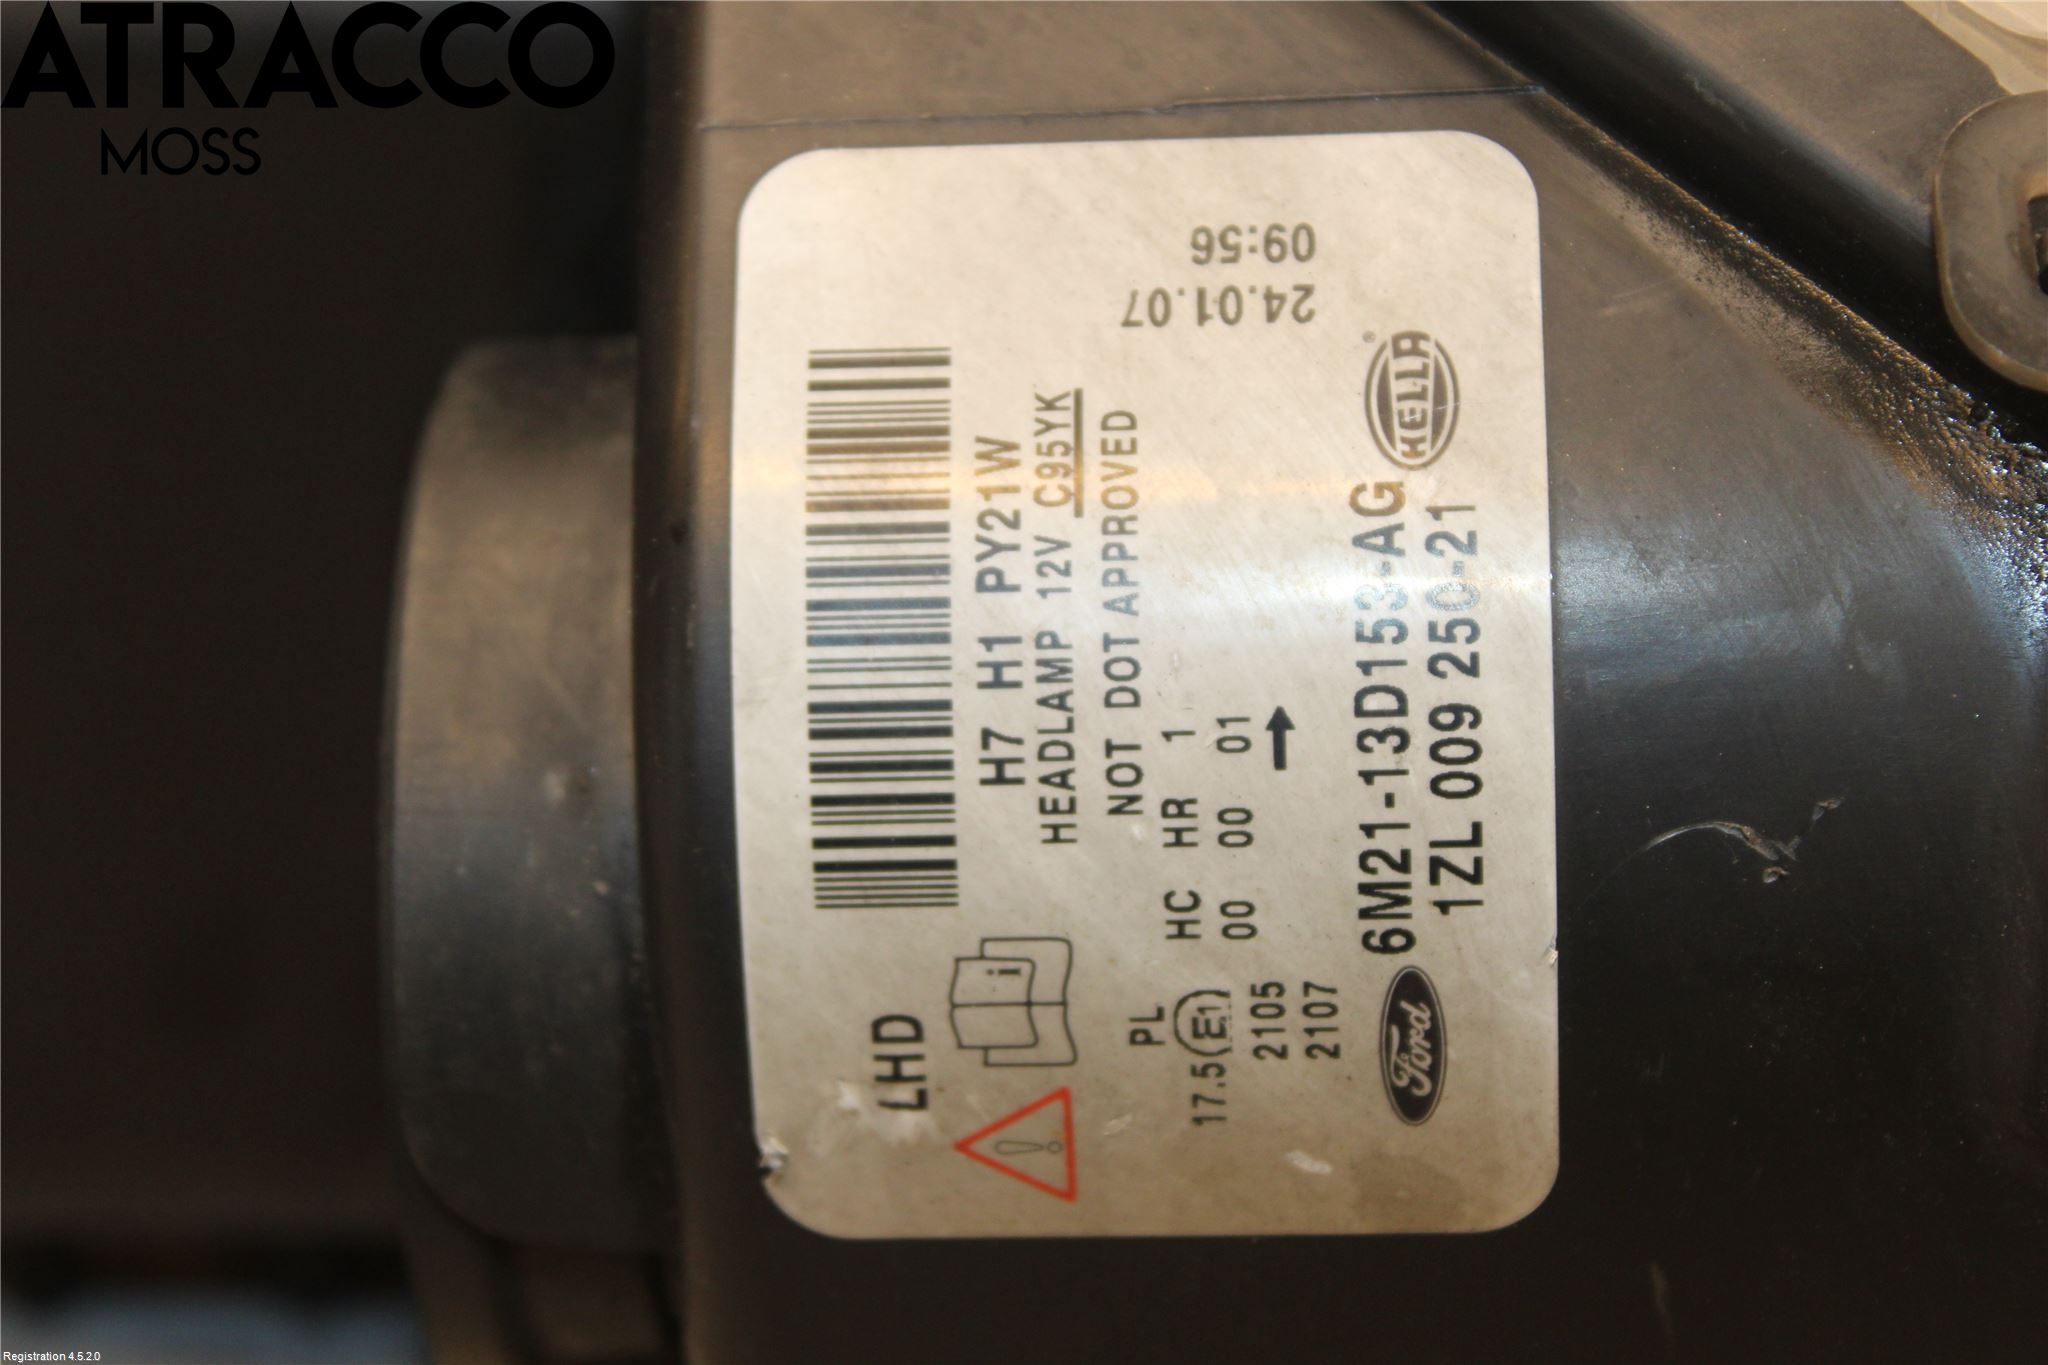 ATRACCO
MOSS
LHD
i
H7 H1 PY21W
HEADLAMP 12V C95YK
NOT DOT APPROVED
PL
17.5 E1
2105
2107
HC HR 1
00 00 01
24.01.07
09:56
Ford
6M21-13D153-AG
1ZL 009 250-21
HELLA®
Registration 4.5.2.0